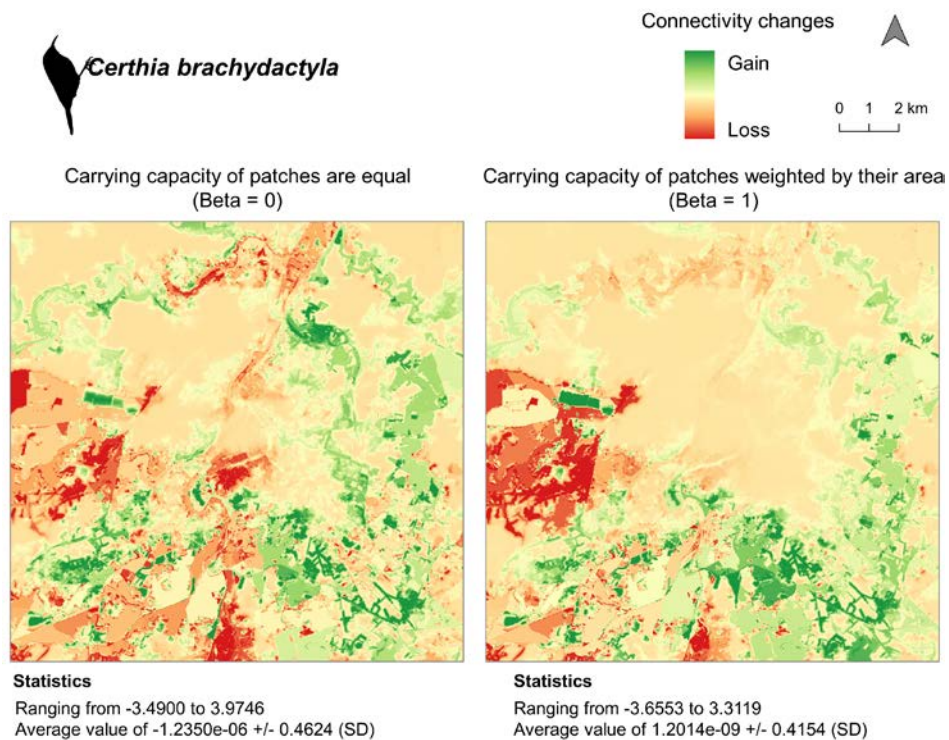 Certhia brachydactyla
Connectivity changes
Gain
Loss
0 1 2 km
Carrying capacity of patches are equal
(Beta = 0)
Carrying capacity of patches weighted by their area
(Beta = 1)
Statistics
Ranging from -3.4900 to 3.9746
Average value of -1.2350e-06 +/- 0.4624 (SD)
Statistics
Ranging from -3.6553 to 3.3119
Average value of 1.2014e-09 +/- 0.4154 (SD)